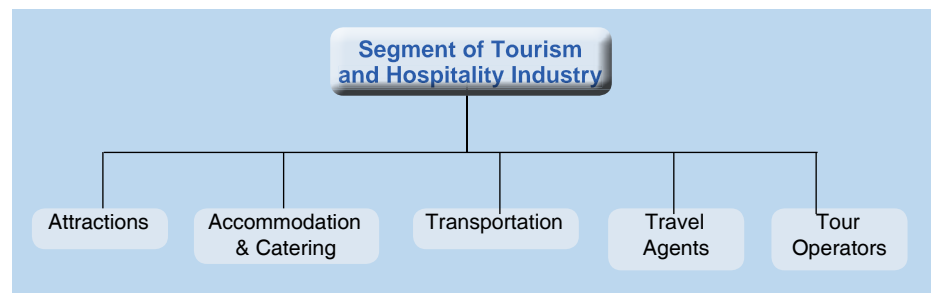 Segment of Tourism
and Hospitality Industry
Attractions
Accommodation
& Catering
Transportation
Travel
Agents
Tour
Operators